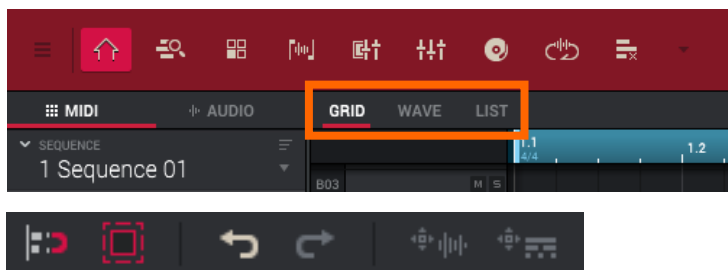 MIDI AUDIO GRID WAVE LIST
SEQUENCE
1 Sequence 01
1.1 1.2
4/4
B03 M S